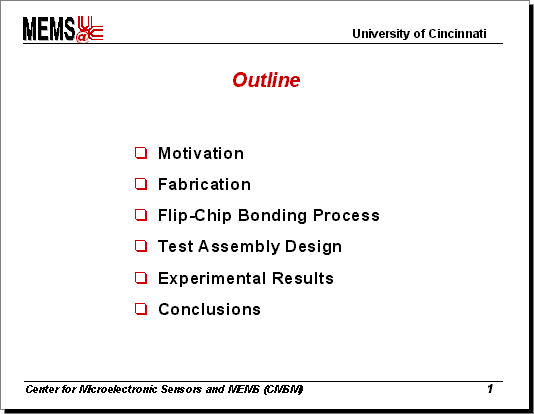 MEMS@UC
University of Cincinnati
Outline
Motivation
Fabrication
Flip-Chip Bonding Process
Test Assembly Design
Experimental Results
Conclusions
Center for Microelectronic Sensors and MEMS (CMSM)
1